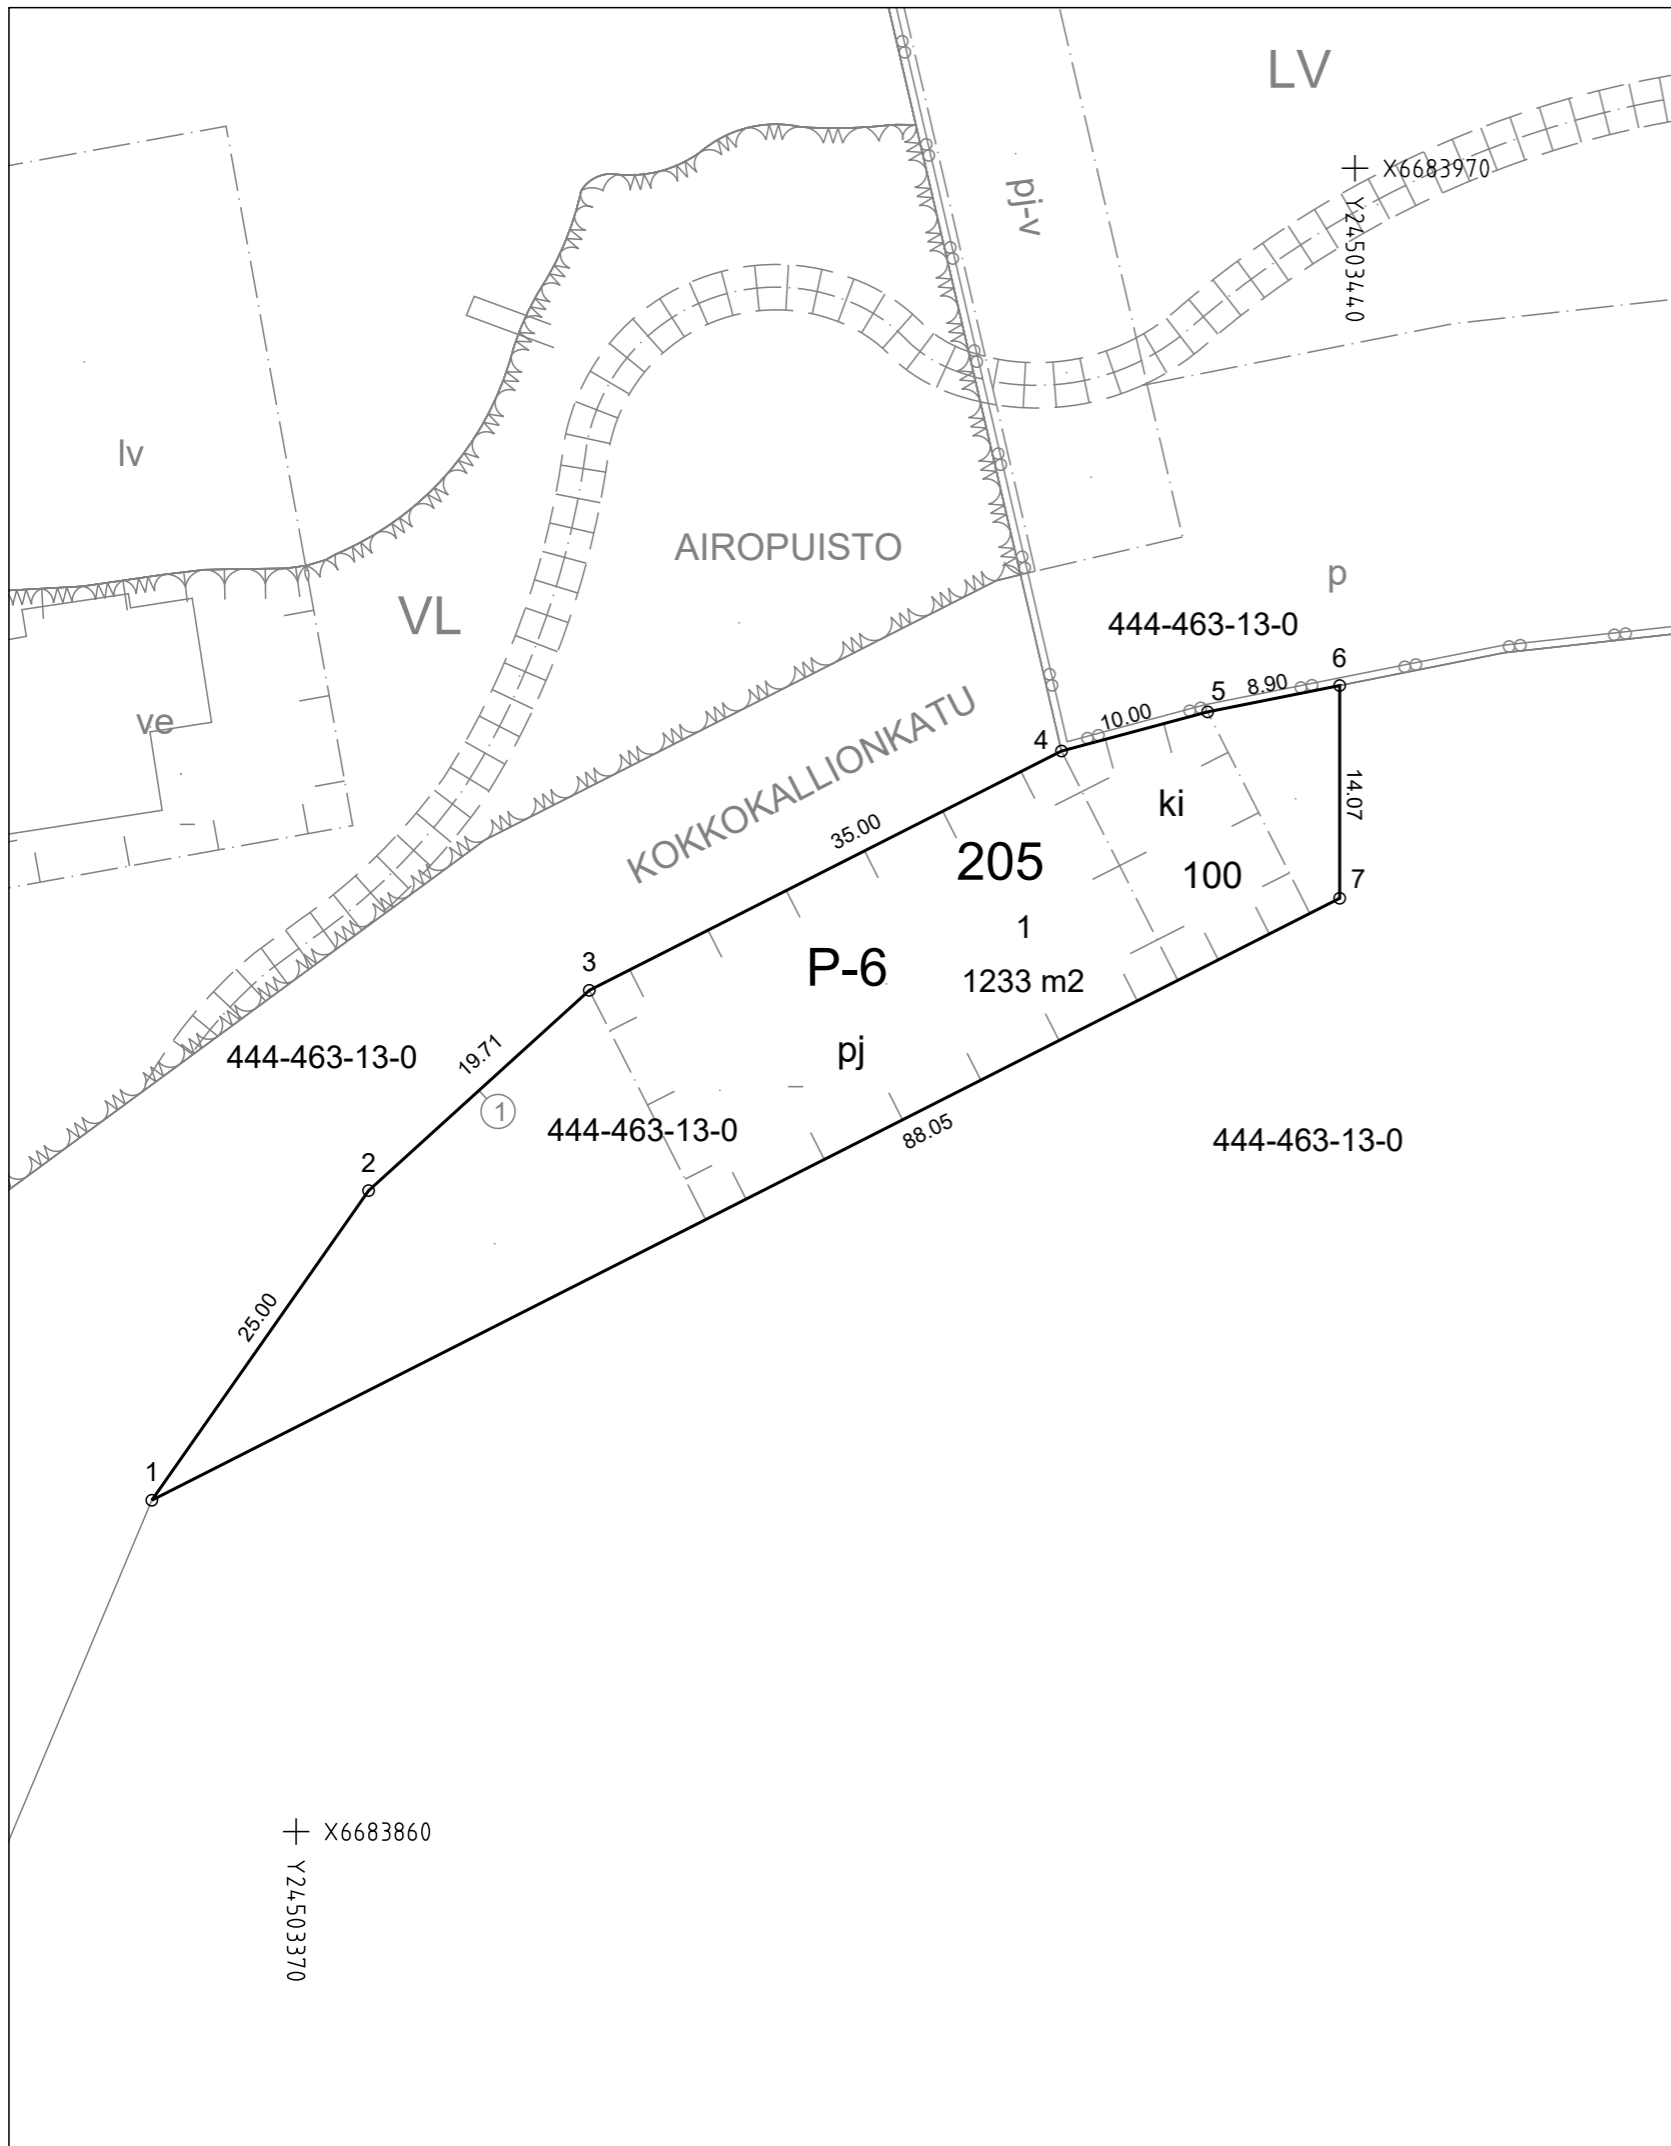 LV
X6683970
Y24503440
pj-v
lv
AIROPUISTO
VL
p
444-463-13-0
ve
KOKKOKALLIONKATU
6
8.90
5
10.00
4
14.07
ki
35.00
205
100
7
1
P-6
3
1233 m2
pj
444-463-13-0
19.71
1
444-463-13-0
88.05
444-463-13-0
2
25.00
1
X6683860
Y24503370